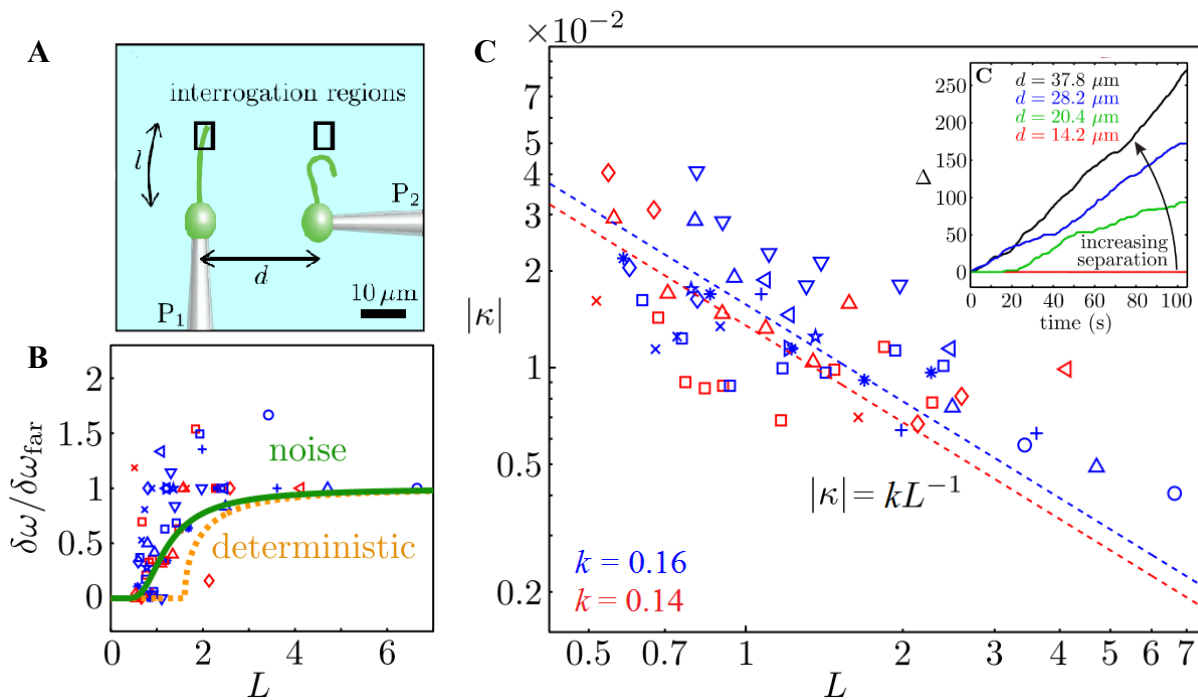 A
interrogation regions
l
P₂
d
10 μm
P₁
B
2
1.5
1
0.5
0
δω/δω_far
noise
deterministic
0 2 4 6
L
C
×10⁻²
7
5
4
3
2
1
0.5
0.2
|κ|
|κ| = kL⁻¹
k = 0.16
k = 0.14
0.5 0.7 1 2 3 4 5 6 7
L
C
d = 37.8 μm
d = 28.2 μm
d = 20.4 μm
d = 14.2 μm
250
200
150
100
50
0
Δ
increasing
separation
0 20 40 60 80 100
time (s)